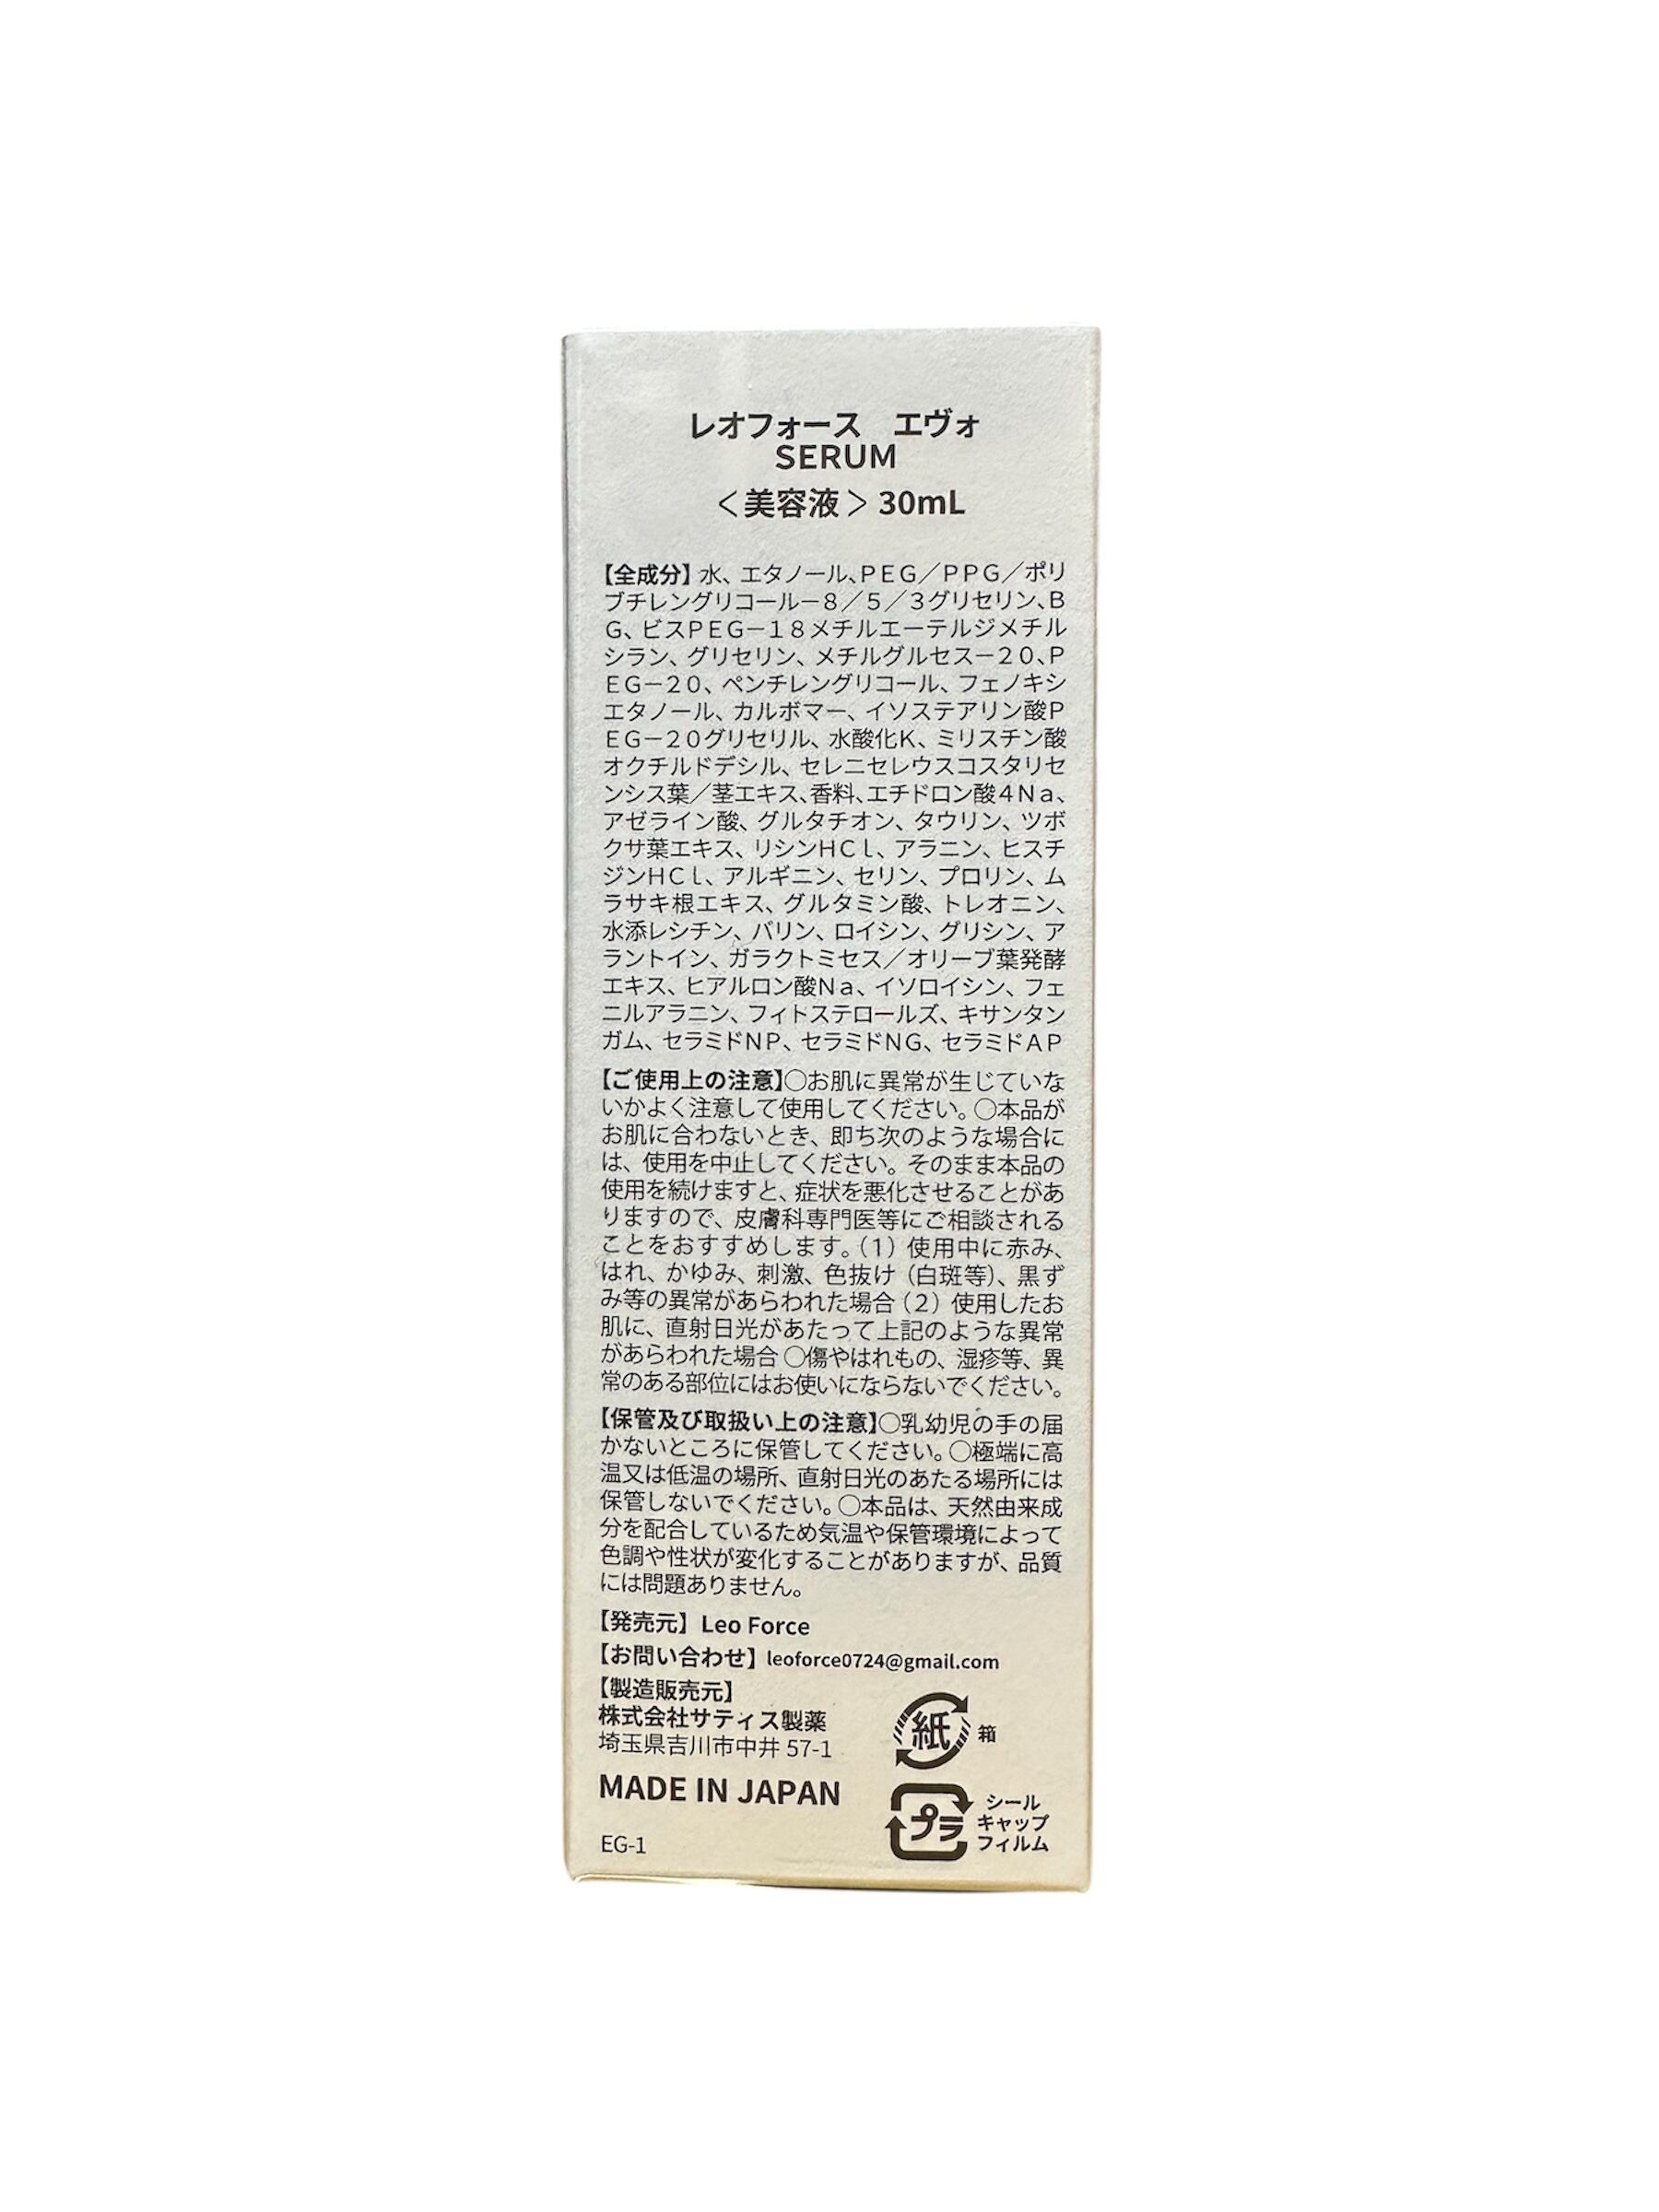 レオフォース　エヴォ
SERUM
＜美容液＞30mL
【全成分】水、エタノール、PEG／PPG／ポリ
ブチレングリコール－8／5／3グリセリン、B
G、ビスPEG－18メチルエーテルジメチル
シラン、グリセリン、メチルグルセス－20、P
EG－20、ペンチレングリコール、フェノキシ
エタノール、カルボマー、イソステアリン酸P
EG－20グリセリル、水酸化K、ミリスチン酸
オクチルドデシル、セレニセレウスコスタリセ
ンシス葉／茎エキス、香料、エチドロン酸4Na、
アゼライン酸、グルタチオン、タウリン、ツボ
クサ葉エキス、リシンHCl、アラニン、ヒスチ
ジンHCl、アルギニン、セリン、プロリン、ム
ラサキ根エキス、グルタミン酸、トレオニン、
水添レシチン、バリン、ロイシン、グリシン、ア
ラントイン、ガラクトミセス／オリーブ葉発酵
エキス、ヒアルロン酸Na、イソロイシン、フェ
ニルアラニン、フィトステロールズ、キサンタン
ガム、セラミドNP、セラミドNG、セラミドAP
【ご使用上の注意】○お肌に異常が生じていな
いかよく注意して使用してください。○本品が
お肌に合わないとき、即ち次のような場合に
は、使用を中止してください。そのまま本品の
使用を続けますと、症状を悪化させることがあ
りますので、皮膚科専門医等にご相談される
ことをおすすめします。（1）使用中に赤み、
はれ、かゆみ、刺激、色抜け（白斑等）、黒ず
み等の異常があらわれた場合（2）使用したお
肌に、直射日光があたって上記のような異常
があらわれた場合 ○傷やはれもの、湿疹等、異
常のある部位にはお使いにならないでください。
【保管及び取扱い上の注意】○乳幼児の手の届
かないところに保管してください。○極端に高
温又は低温の場所、直射日光のあたる場所には
保管しないでください。○本品は、天然由来成
分を配合しているため気温や保管環境によって
色調や性状が変化することがありますが、品質
には問題ありません。
【発売元】Leo Force
【お問い合わせ】leoforce0724@gmail.com
【製造販売元】
株式会社サティス製薬
埼玉県吉川市中井 57-1
MADE IN JAPAN
EG-1
紙 箱
プラ
シール
キャップ
フィルム